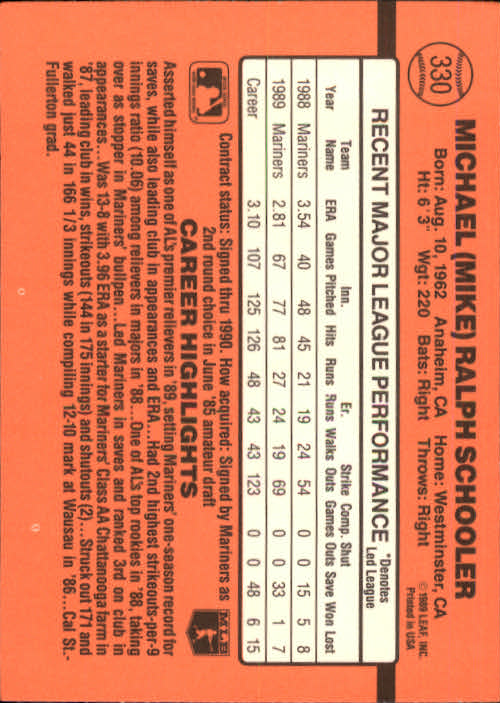 330
MICHAEL (MIKE) RALPH SCHOOLER
Born: Aug. 10, 1962 Anaheim, CA Home: Westminster, CA
Ht: 6' 3" Wgt: 220 Bats: Right Throws: Right
© 1989 LEAF, INC.
Printed in USA
RECENT MAJOR LEAGUE PERFORMANCE
*Denotes
Led League
Team Inn. Er. Strike Comp. Shut
Year Name ERA Games Pitched Hits Runs Runs Walks Outs Games Outs Save Won Lost
1988 Mariners 3.54 40 48 45 21 19 24 54 0 0 15 5 8
1989 Mariners 2.81 67 77 81 27 24 19 69 0 0 33 1 7
Career 3.10 107 125 126 48 43 43 123 0 0 48 6 15
Contract status: Signed thru 1990. How acquired: Signed by Mariners as
2nd round choice in June '85 amateur draft
MLB
CAREER HIGHLIGHTS
Asserted himself as one of AL's premier relievers in '89, setting Mariners' one-season record for
saves, while also leading club in appearances and ERA...Had 2nd highest strikeouts-per-9
innings ratio (10.06) among relievers in majors in '88...One of AL's top rookies in '88, taking
over as stopper in Mariners' bullpen...Led Mariners in saves and ranked 3rd on club in
appearances...Was 13-8 with 3.96 ERA as a starter for Mariners' Class AA Chattanooga farm in
'87, leading club in wins, strikeouts (144 in 175 innings) and shutouts (2)...Struck out 171 and
walked just 44 in 166 1/3 innings while compiling 12-10 mark at Wausau in '86...Cal St.-
Fullerton grad.